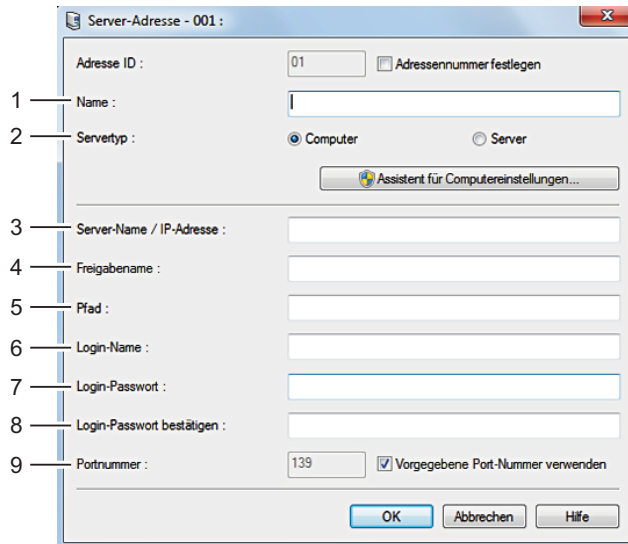 Server-Adresse - 001 :
Adresse ID : 01 Adressennummer festlegen
1 Name :
2 Servertyp : Computer Server
Assistent für Computereinstellungen...
3 Server-Name / IP-Adresse :
4 Freigabename :
5 Pfad :
6 Login-Name :
7 Login-Passwort :
8 Login-Passwort bestätigen :
9 Portnummer : 139 Vorgegebene Port-Nummer verwenden
OK Abbrechen Hilfe